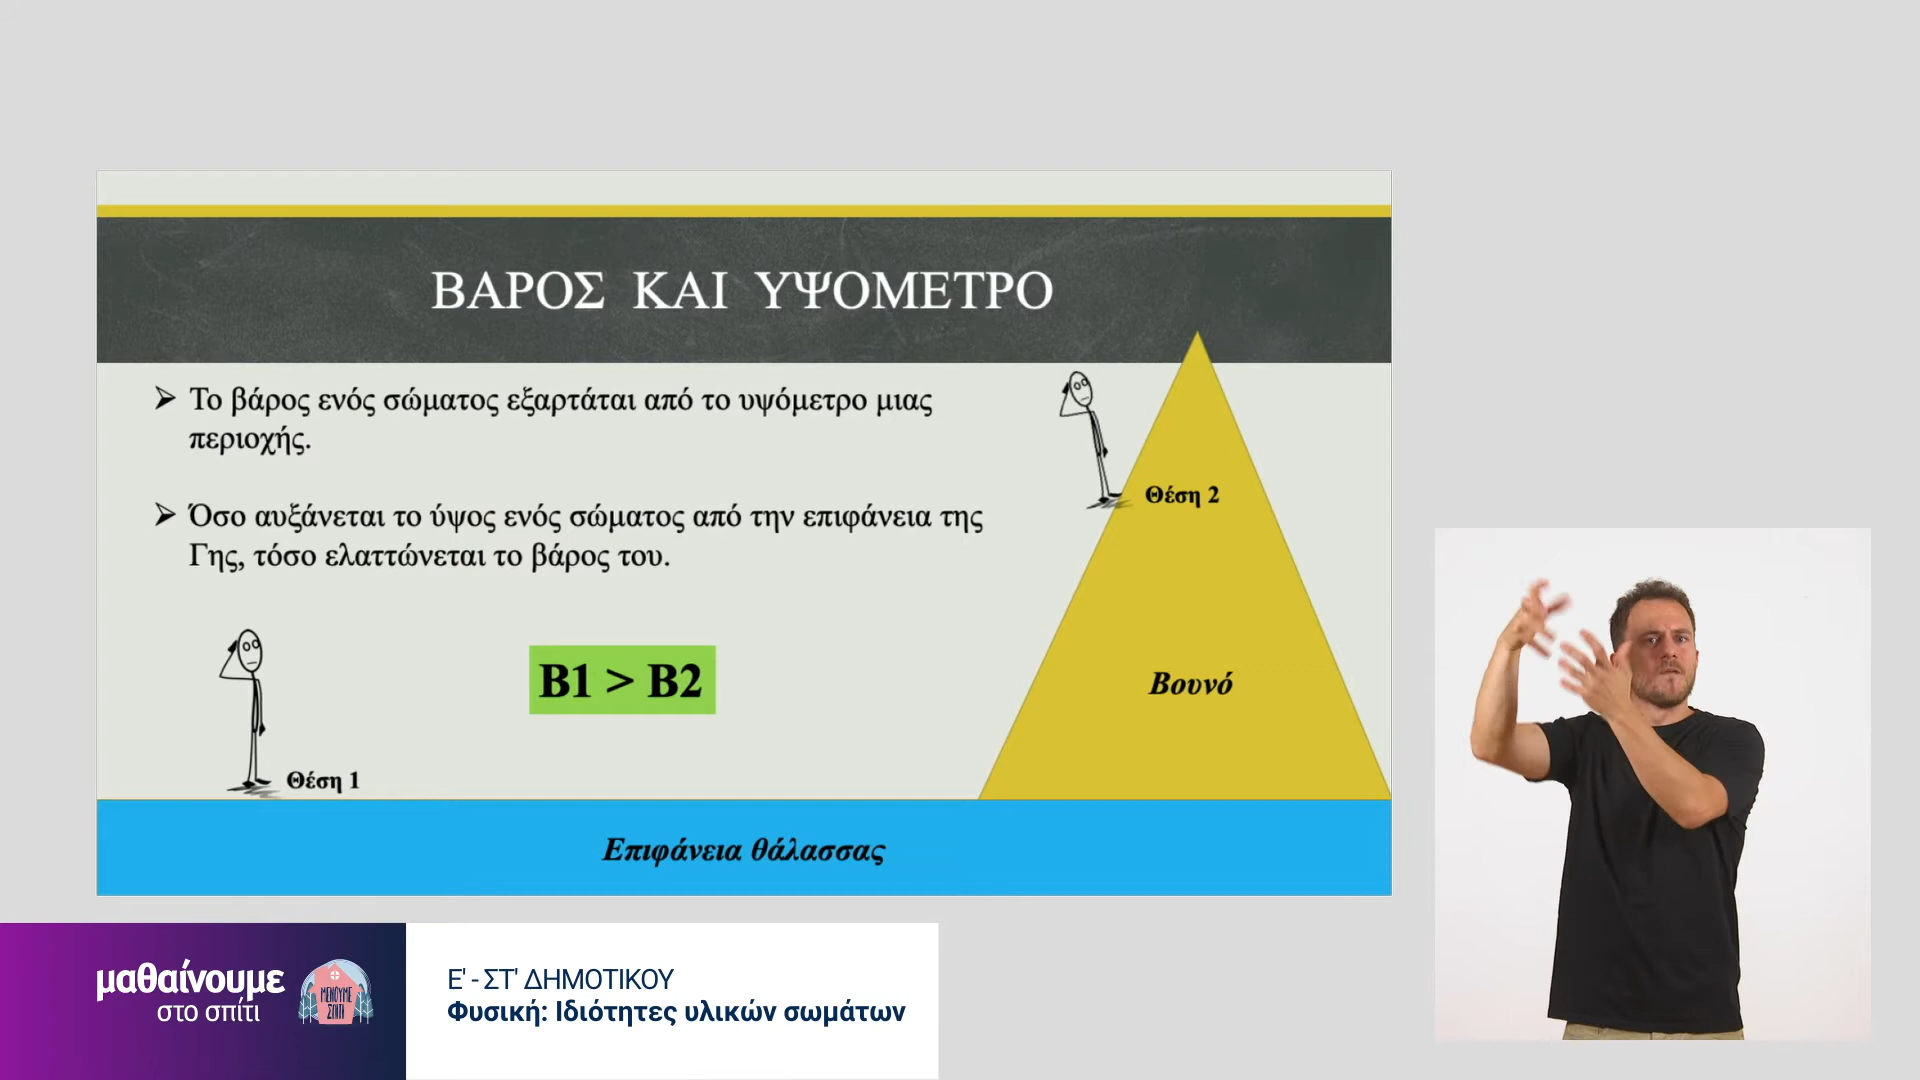 ΒΑΡΟΣ ΚΑΙ ΥΨΟΜΕΤΡΟ
➢ Το βάρος ενός σώματος εξαρτάται από το υψόμετρο μιας
περιοχής.
➢ Όσο αυξάνεται το ύψος ενός σώματος από την επιφάνεια της
Γης, τόσο ελαττώνεται το βάρος του.
Θέση 2
Β1 > Β2
Βουνό
Θέση 1
Επιφάνεια θάλασσας
μαθαίνουμε
στο σπίτι
ΜΕΝΟΥΜΕ
ΣΠΙΤΙ
Ε' - ΣΤ' ΔΗΜΟΤΙΚΟΥ
Φυσική: Ιδιότητες υλικών σωμάτων